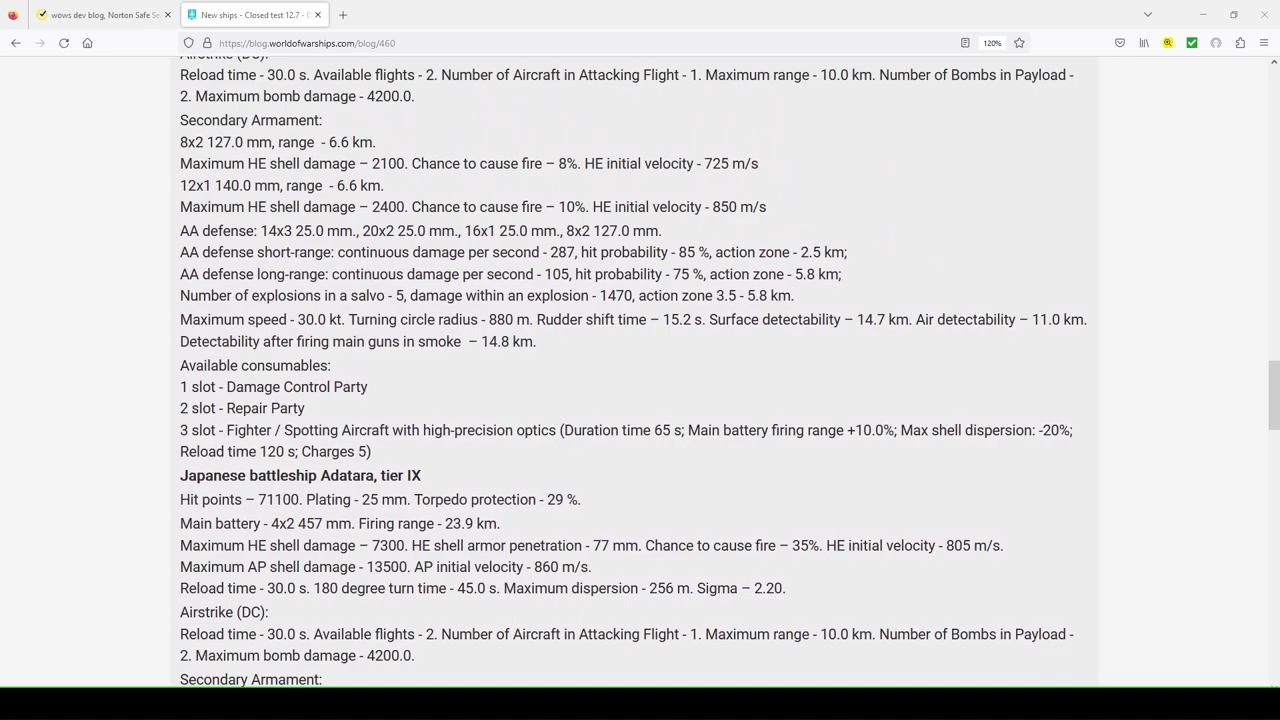 wows dev blog, Norton Safe Se
New ships - Closed test 12.7 - D
https://blog.worldofwarships.com/blog/460
120%
Airstrike (DC):
Reload time - 30.0 s. Available flights - 2. Number of Aircraft in Attacking Flight - 1. Maximum range - 10.0 km. Number of Bombs in Payload -
2. Maximum bomb damage - 4200.0.
Secondary Armament:
8x2 127.0 mm, range  - 6.6 km.
Maximum HE shell damage – 2100. Chance to cause fire – 8%. HE initial velocity - 725 m/s
12x1 140.0 mm, range  - 6.6 km.
Maximum HE shell damage – 2400. Chance to cause fire – 10%. HE initial velocity - 850 m/s
AA defense: 14x3 25.0 mm., 20x2 25.0 mm., 16x1 25.0 mm., 8x2 127.0 mm.
AA defense short-range: continuous damage per second - 287, hit probability - 85 %, action zone - 2.5 km;
AA defense long-range: continuous damage per second - 105, hit probability - 75 %, action zone - 5.8 km;
Number of explosions in a salvo - 5, damage within an explosion - 1470, action zone 3.5 - 5.8 km.
Maximum speed - 30.0 kt. Turning circle radius - 880 m. Rudder shift time – 15.2 s. Surface detectability – 14.7 km. Air detectability – 11.0 km.
Detectability after firing main guns in smoke  – 14.8 km.
Available consumables:
1 slot - Damage Control Party
2 slot - Repair Party
3 slot - Fighter / Spotting Aircraft with high-precision optics (Duration time 65 s; Main battery firing range +10.0%; Max shell dispersion: -20%;
Reload time 120 s; Charges 5)
Japanese battleship Adatara, tier IX
Hit points – 71100. Plating - 25 mm. Torpedo protection - 29 %.
Main battery - 4x2 457 mm. Firing range - 23.9 km.
Maximum HE shell damage – 7300. HE shell armor penetration - 77 mm. Chance to cause fire – 35%. HE initial velocity - 805 m/s.
Maximum AP shell damage - 13500. AP initial velocity - 860 m/s.
Reload time - 30.0 s. 180 degree turn time - 45.0 s. Maximum dispersion - 256 m. Sigma – 2.20.
Airstrike (DC):
Reload time - 30.0 s. Available flights - 2. Number of Aircraft in Attacking Flight - 1. Maximum range - 10.0 km. Number of Bombs in Payload -
2. Maximum bomb damage - 4200.0.
Secondary Armament: